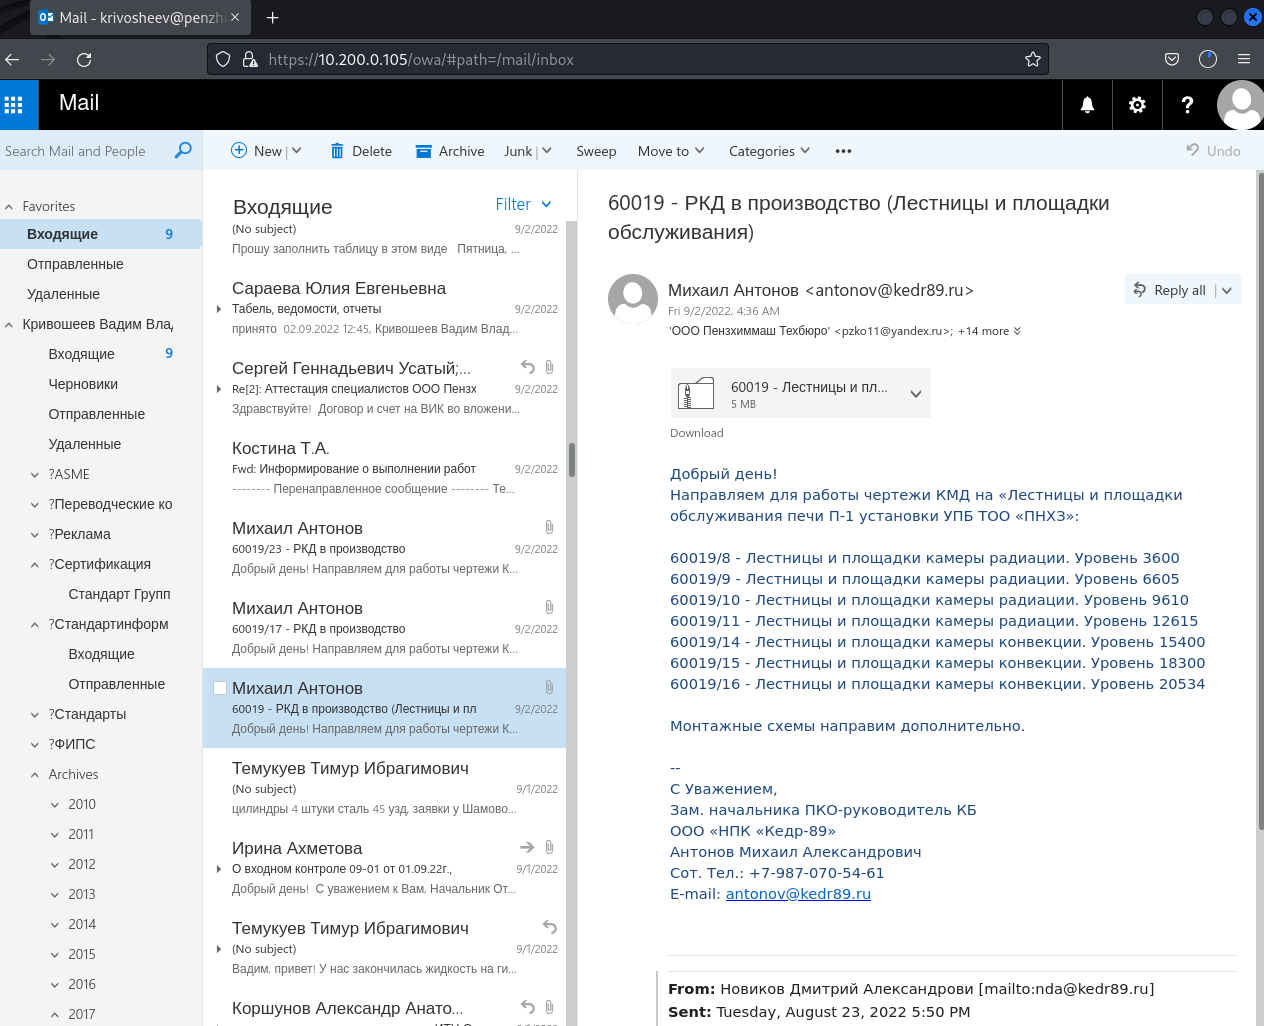 Mail - krivosheev@penzhi
https://10.200.0.105/owa/#path=/mail/inbox
Mail
Search Mail and People
New
Delete
Archive
Junk
Sweep
Move to
Categories
Undo
Favorites
Входящие 9
Отправленные
Удаленные
Кривошеев Вадим Вла
Входящие 9
Черновики
Отправленные
Удаленные
?ASME
?Переводческие ко
?Реклама
?Сертификация
Стандарт Групп
?Стандартинформ
Входящие
Отправленные
?Стандарты
?ФИПС
Archives
2010
2011
2012
2013
2014
2015
2016
2017
Входящие
Filter
(No subject) 9/2/2022
Прошу заполнить таблицу в этом виде Пятница, ...
Сараева Юлия Евгеньевна
Табель, ведомости, отчеты 9/2/2022
принято 02.09.2022 12:45, Кривошеев Вадим Влад...
Сергей Геннадьевич Усатый;...
Re[2]: Аттестация специалистов ООО Пензх 9/2/2022
Здравствуйте! Договор и счет на ВИК во вложени...
Костина Т.А.
Fwd: Информирование о выполнении работ 9/2/2022
-------- Перенаправленное сообщение -------- Те...
Михаил Антонов
60019/23 - РКД в производство 9/2/2022
Добрый день! Направляем для работы чертежи К...
Михаил Антонов
60019/17 - РКД в производство 9/2/2022
Добрый день! Направляем для работы чертежи К...
Михаил Антонов
60019 - РКД в производство (Лестницы и пл 9/2/2022
Добрый день! Направляем для работы чертежи К...
Темукуев Тимур Ибрагимович
(No subject) 9/1/2022
цилиндры 4 штуки сталь 45 узд, заявки у Шамово...
Ирина Ахметова
О входном контроле 09-01 от 01.09.22г., 9/1/2022
Добрый день! С уважением к Вам, Начальник От...
Темукуев Тимур Ибрагимович
(No subject) 9/1/2022
Вадим, привет! У нас закончилась жидкость на ги...
Коршунов Александр Анато...
60019 - РКД в производство (Лестницы и площадки
обслуживания)
Михаил Антонов <antonov@kedr89.ru>
Reply all
Fri 9/2/2022, 4:36 AM
'ООО Пензхиммаш Техбюро' <pzko11@yandex.ru>; +14 more
60019 - Лестницы и пл...
5 MB
Download
Добрый день!
Направляем для работы чертежи КМД на «Лестницы и площадки
обслуживания печи П-1 установки УПБ ТОО «ПНХЗ»:
60019/8 - Лестницы и площадки камеры радиации. Уровень 3600
60019/9 - Лестницы и площадки камеры радиации. Уровень 6605
60019/10 - Лестницы и площадки камеры радиации. Уровень 9610
60019/11 - Лестницы и площадки камеры радиации. Уровень 12615
60019/14 - Лестницы и площадки камеры конвекции. Уровень 15400
60019/15 - Лестницы и площадки камеры конвекции. Уровень 18300
60019/16 - Лестницы и площадки камеры конвекции. Уровень 20534
Монтажные схемы направим дополнительно.
--
С Уважением,
Зам. начальника ПКО-руководитель КБ
ООО «НПК «Кедр-89»
Антонов Михаил Александрович
Сот. Тел.: +7-987-070-54-61
E-mail: antonov@kedr89.ru
From: Новиков Дмитрий Александрови [mailto:nda@kedr89.ru]
Sent: Tuesday, August 23, 2022 5:50 PM